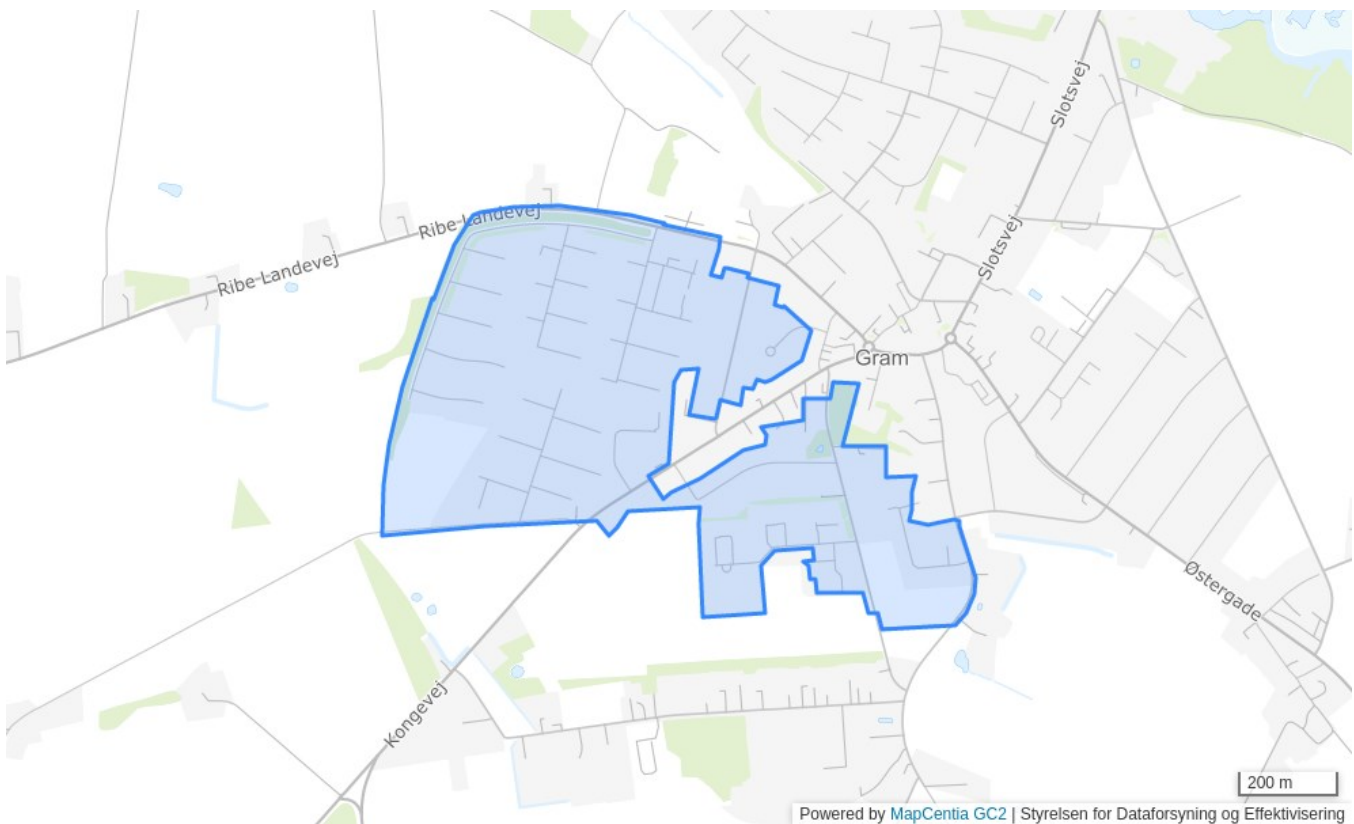 Slotsvej
Ribe Landevej
Slotsvej
Ribe Landevej
Gram
Østergade
Kongevej
200 m
Powered by MapCentia GC2 | Styrelsen for Dataforsyning og Effektivisering